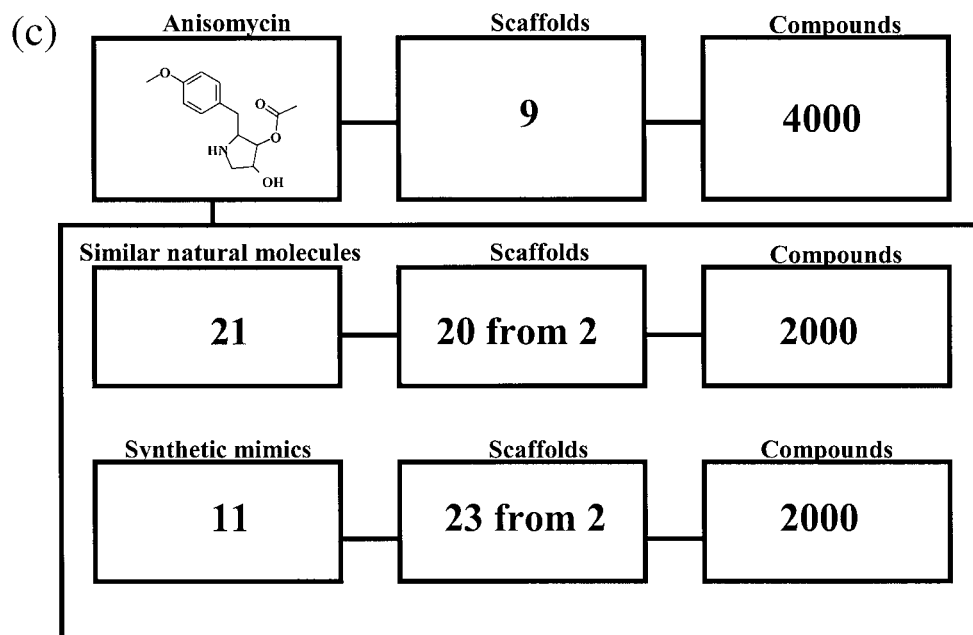 (c)
Anisomycin
Scaffolds
Compounds
O
O
O
HN
OH
9
4000
Similar natural molecules
Scaffolds
Compounds
21
20 from 2
2000
Synthetic mimics
Scaffolds
Compounds
11
23 from 2
2000